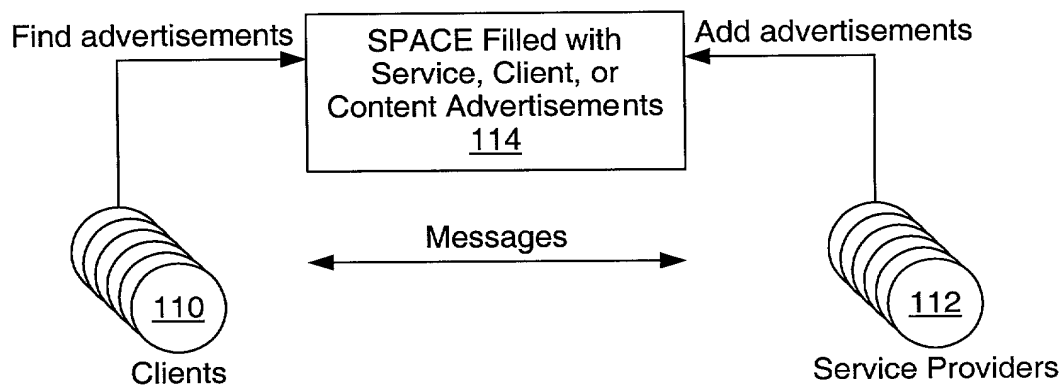 Find advertisements
SPACE Filled with
Service, Client, or
Content Advertisements
114
Add advertisements
Messages
110
Clients
112
Service Providers